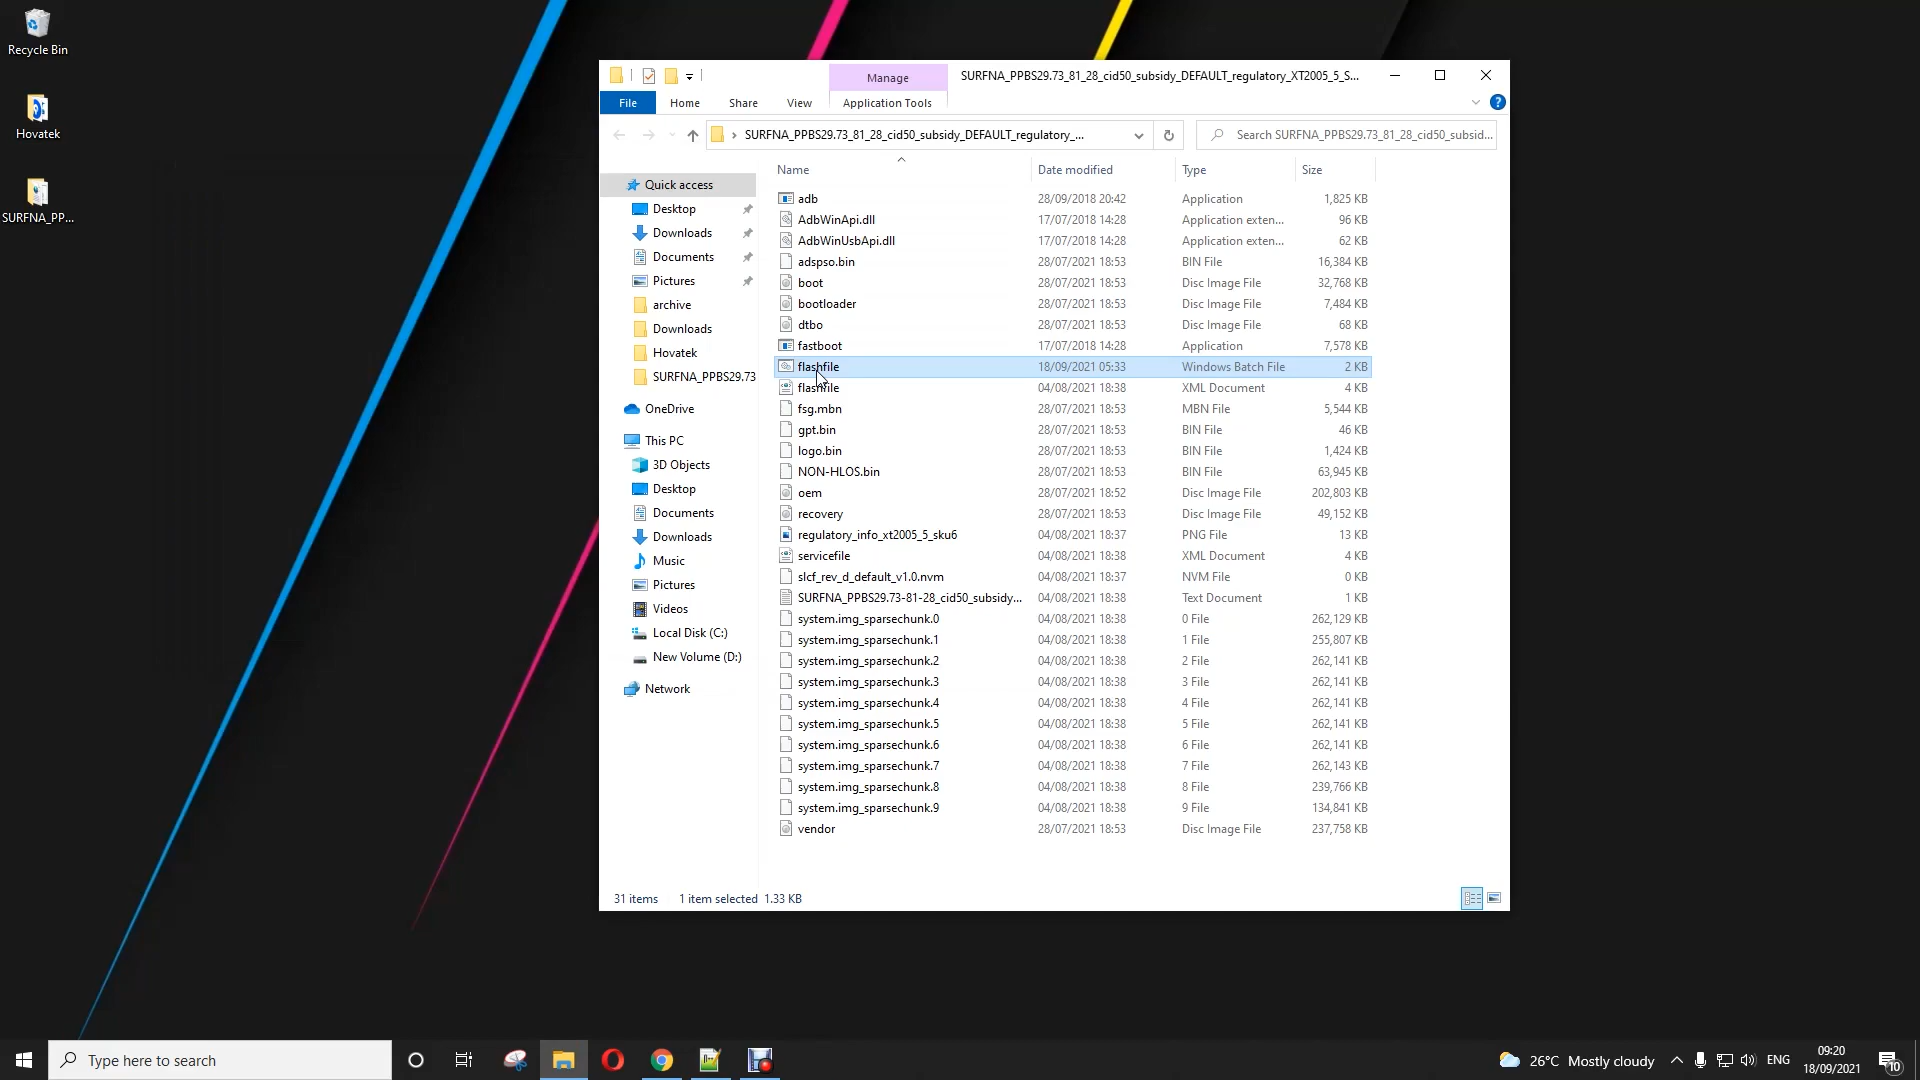 Recycle Bin
Hovatek
SURFNA_PP...
Manage
SURFNA_PPBS29.73_81_28_cid50_subsidy_DEFAULT_regulatory_XT2005_5_S...
File Home Share View Application Tools
SURFNA_PPBS29.73_81_28_cid50_subsidy_DEFAULT_regulatory_...
Search SURFNA_PPBS29.73_81_28_cid50_subsid...
Quick access
Desktop
Downloads
Documents
Pictures
archive
Downloads
Hovatek
SURFNA_PPBS29.73
OneDrive
This PC
3D Objects
Desktop
Documents
Downloads
Music
Pictures
Videos
Local Disk (C:)
New Volume (D:)
Network
Name Date modified Type Size
adb 28/09/2018 20:42 Application 1,825 KB
AdbWinApi.dll 17/07/2018 14:28 Application exten... 96 KB
AdbWinUsbApi.dll 17/07/2018 14:28 Application exten... 62 KB
adspso.bin 28/07/2021 18:53 BIN File 16,384 KB
boot 28/07/2021 18:53 Disc Image File 32,768 KB
bootloader 28/07/2021 18:53 Disc Image File 7,484 KB
dtbo 28/07/2021 18:53 Disc Image File 68 KB
fastboot 17/07/2018 14:28 Application 7,578 KB
flashfile 18/09/2021 05:33 Windows Batch File 2 KB
flashfile 04/08/2021 18:38 XML Document 4 KB
fsg.mbn 28/07/2021 18:53 MBN File 5,544 KB
gpt.bin 28/07/2021 18:53 BIN File 46 KB
logo.bin 28/07/2021 18:53 BIN File 1,424 KB
NON-HLOS.bin 28/07/2021 18:53 BIN File 63,945 KB
oem 28/07/2021 18:52 Disc Image File 202,803 KB
recovery 28/07/2021 18:53 Disc Image File 49,152 KB
regulatory_info_xt2005_5_sku6 04/08/2021 18:37 PNG File 13 KB
servicefile 04/08/2021 18:38 XML Document 4 KB
slcf_rev_d_default_v1.0.nvm 04/08/2021 18:37 NVM File 0 KB
SURFNA_PPBS29.73-81-28_cid50_subsidy... 04/08/2021 18:38 Text Document 1 KB
system.img_sparsechunk.0 04/08/2021 18:38 0 File 262,129 KB
system.img_sparsechunk.1 04/08/2021 18:38 1 File 255,807 KB
system.img_sparsechunk.2 04/08/2021 18:38 2 File 262,141 KB
system.img_sparsechunk.3 04/08/2021 18:38 3 File 262,141 KB
system.img_sparsechunk.4 04/08/2021 18:38 4 File 262,141 KB
system.img_sparsechunk.5 04/08/2021 18:38 5 File 262,141 KB
system.img_sparsechunk.6 04/08/2021 18:38 6 File 262,141 KB
system.img_sparsechunk.7 04/08/2021 18:38 7 File 262,143 KB
system.img_sparsechunk.8 04/08/2021 18:38 8 File 239,766 KB
system.img_sparsechunk.9 04/08/2021 18:38 9 File 134,841 KB
vendor 28/07/2021 18:53 Disc Image File 237,758 KB
31 items 1 item selected 1.33 KB
Type here to search
26°C Mostly cloudy
ENG
09:20
18/09/2021
10